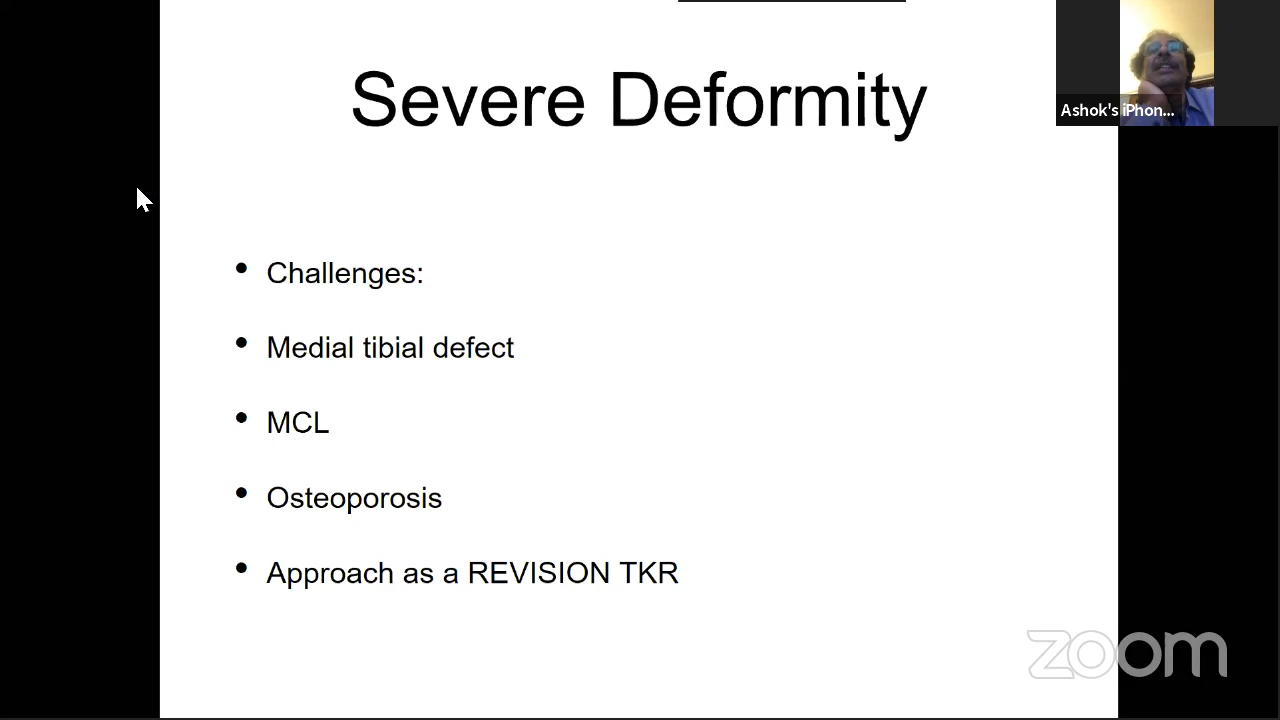 Severe Deformity
Ashok's iPhon...
• Challenges:
• Medial tibial defect
• MCL
• Osteoporosis
• Approach as a REVISION TKR
zoom